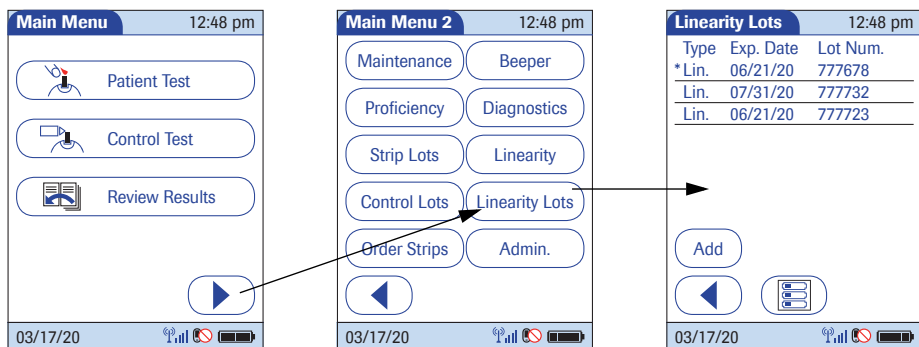 Main Menu 12:48 pm
Patient Test
Control Test
Review Results
03/17/20
Main Menu 2 12:48 pm
Maintenance Beeper
Proficiency Diagnostics
Strip Lots Linearity
Control Lots Linearity Lots
Order Strips Admin.
03/17/20
Linearity Lots 12:48 pm
Type Exp. Date Lot Num.
*Lin. 06/21/20 777678
Lin. 07/31/20 777732
Lin. 06/21/20 777723
Add
03/17/20